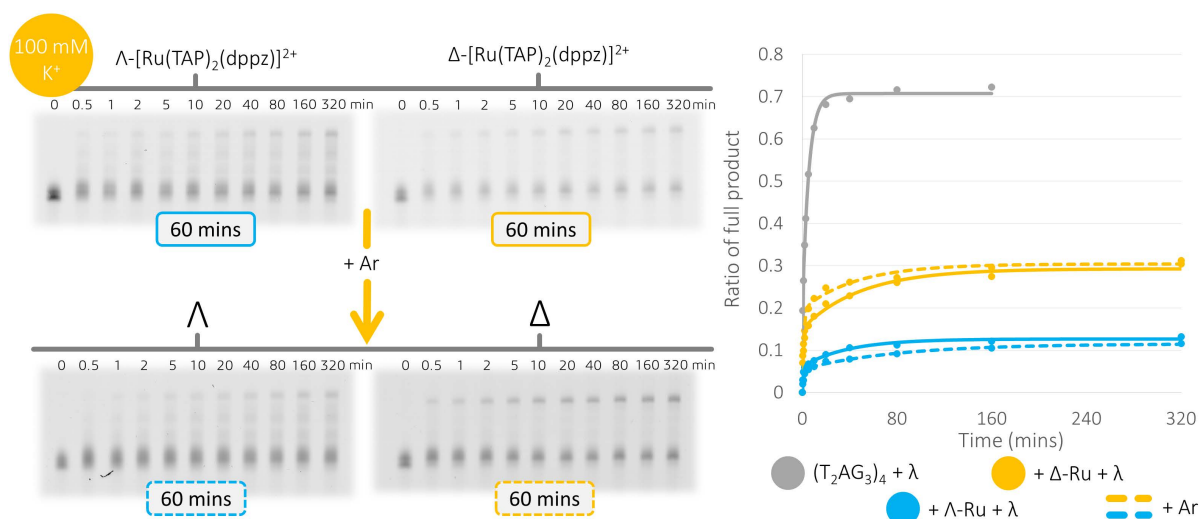 100 mM
K⁺
Λ-[Ru(TAP)₂(dppz)]²⁺
Δ-[Ru(TAP)₂(dppz)]²⁺
0 0.5 1 2 5 10 20 40 80 160 320 min
0 0.5 1 2 5 10 20 40 80 160 320 min
60 mins
60 mins
+ Ar
Λ
Δ
0 0.5 1 2 5 10 20 40 80 160 320 min
0 0.5 1 2 5 10 20 40 80 160 320 min
60 mins
60 mins
Ratio of full product
0.8
0.7
0.6
0.5
0.4
0.3
0.2
0.1
0
0 80 160 240 320
Time (mins)
(T₂AG₃)₄ + λ
+ Δ-Ru + λ
+ Λ-Ru + λ
+ Ar